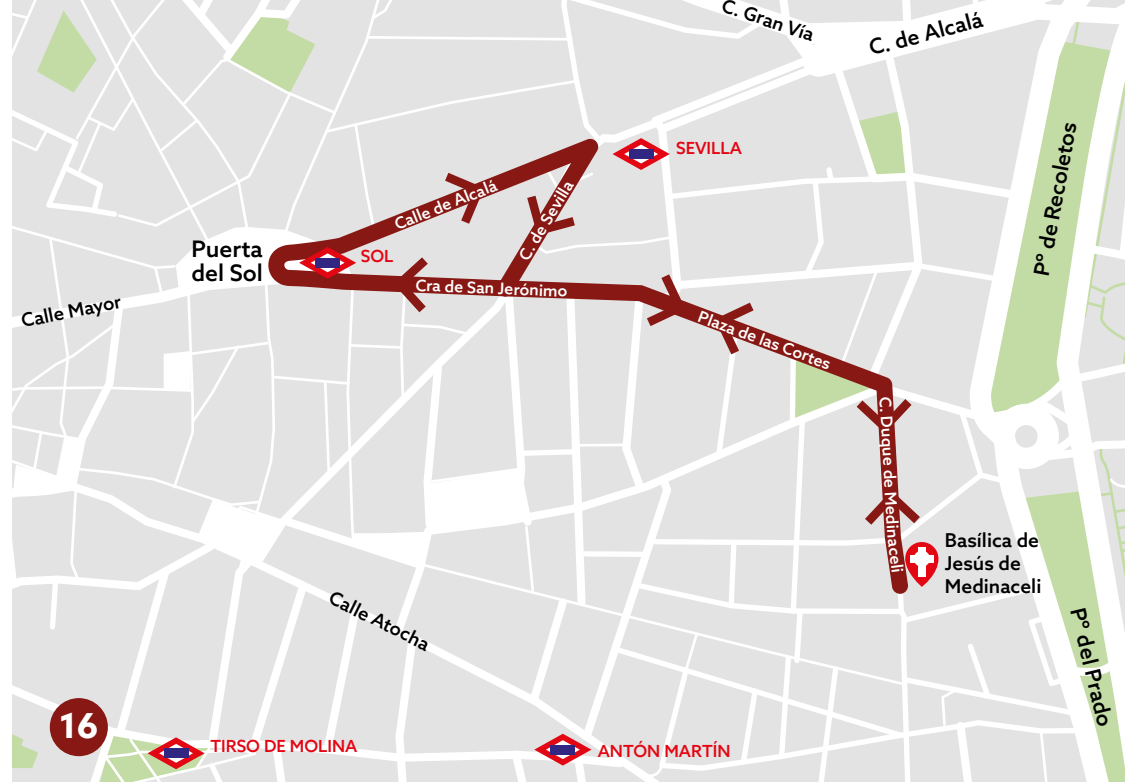 C. Gran Vía
C. de Alcalá
SEVILLA
Pº de Recoletos
Calle de Alcalá
C. de Sevilla
Puerta
del Sol
SOL
Cra de San Jerónimo
Calle Mayor
Plaza de las Cortes
C. Duque de Medinaceli
Basílica de
Jesús de
Medinaceli
Calle Atocha
Pº del Prado
16
TIRSO DE MOLINA
ANTÓN MARTÍN